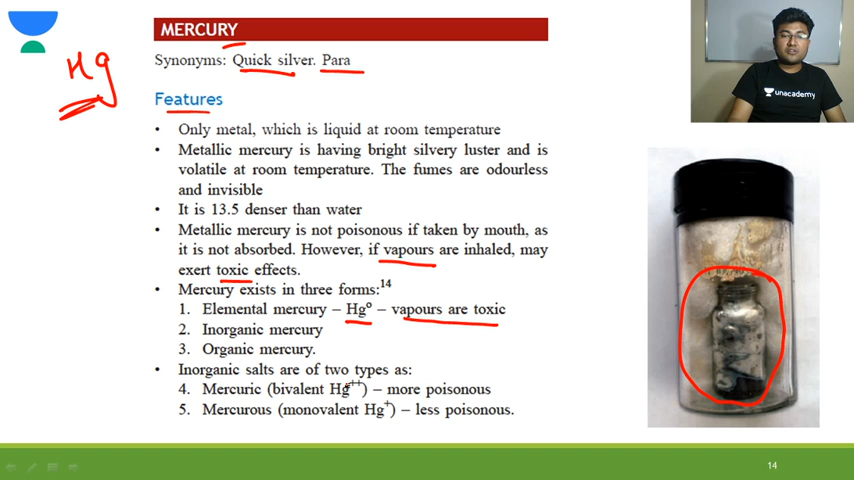 MERCURY
Hg
Synonyms: Quick silver. Para
Features
• Only metal, which is liquid at room temperature
• Metallic mercury is having bright silvery luster and is
volatile at room temperature. The fumes are odourless
and invisible
• It is 13.5 denser than water
• Metallic mercury is not poisonous if taken by mouth, as
it is not absorbed. However, if vapours are inhaled, may
exert toxic effects.
• Mercury exists in three forms:¹⁴
1. Elemental mercury – Hg° – vapours are toxic
2. Inorganic mercury
3. Organic mercury.
• Inorganic salts are of two types as:
4. Mercuric (bivalent Hg⁺⁺) – more poisonous
5. Mercurous (monovalent Hg⁺) – less poisonous.
unacademy
14